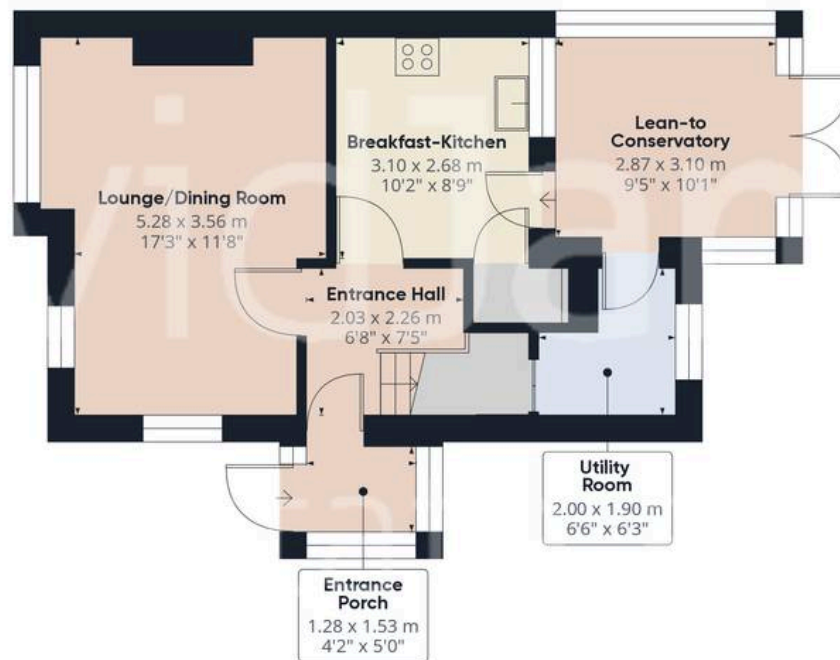 Lounge/Dining Room
5.28 x 3.56 m
17'3" x 11'8"
Breakfast-Kitchen
3.10 x 2.68 m
10'2" x 8'9"
Lean-to
Conservatory
2.87 x 3.10 m
9'5" x 10'1"
Entrance Hall
2.03 x 2.26 m
6'8" x 7'5"
Utility
Room
2.00 x 1.90 m
6'6" x 6'3"
Entrance
Porch
1.28 x 1.53 m
4'2" x 5'0"